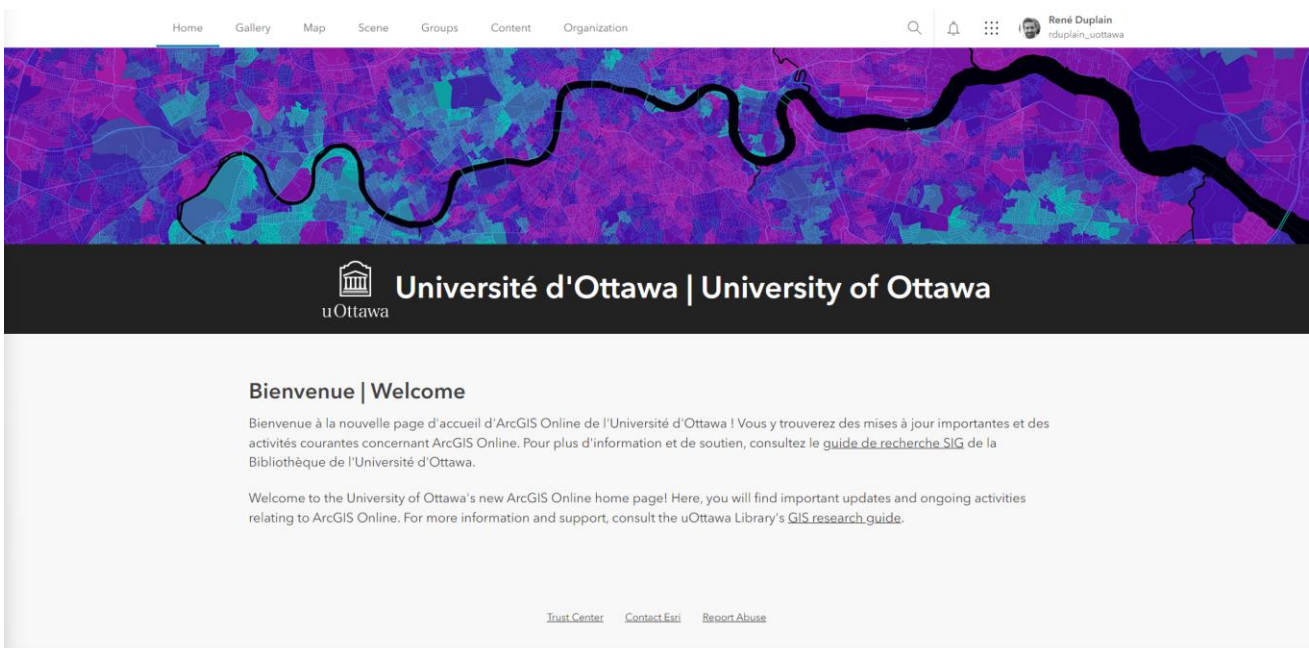 Home Gallery Map Scene Groups Content Organization
René Duplain
rduplain_uottawa
uOttawa
Université d'Ottawa | University of Ottawa
Bienvenue | Welcome
Bienvenue à la nouvelle page d'accueil d'ArcGIS Online de l'Université d'Ottawa ! Vous y trouverez des mises à jour importantes et des
activités courantes concernant ArcGIS Online. Pour plus d'information et de soutien, consultez le guide de recherche SIG de la
Bibliothèque de l'Université d'Ottawa.
Welcome to the University of Ottawa's new ArcGIS Online home page! Here, you will find important updates and ongoing activities
relating to ArcGIS Online. For more information and support, consult the uOttawa Library's GIS research guide.
Trust Center Contact Esri Report Abuse